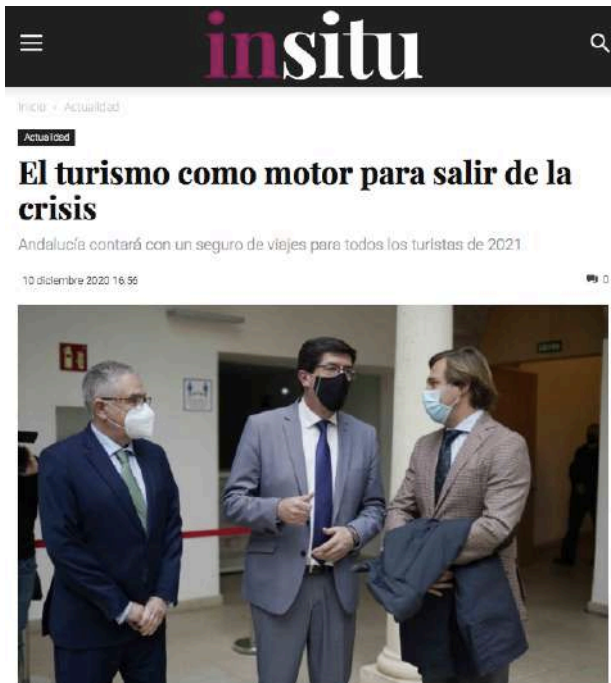 insitu
Inicio › Actualidad
Actualidad
El turismo como motor para salir de la
crisis
Andalucía contará con un seguro de viajes para todos los turistas de 2021
10 diciembre 2020 16:56
0